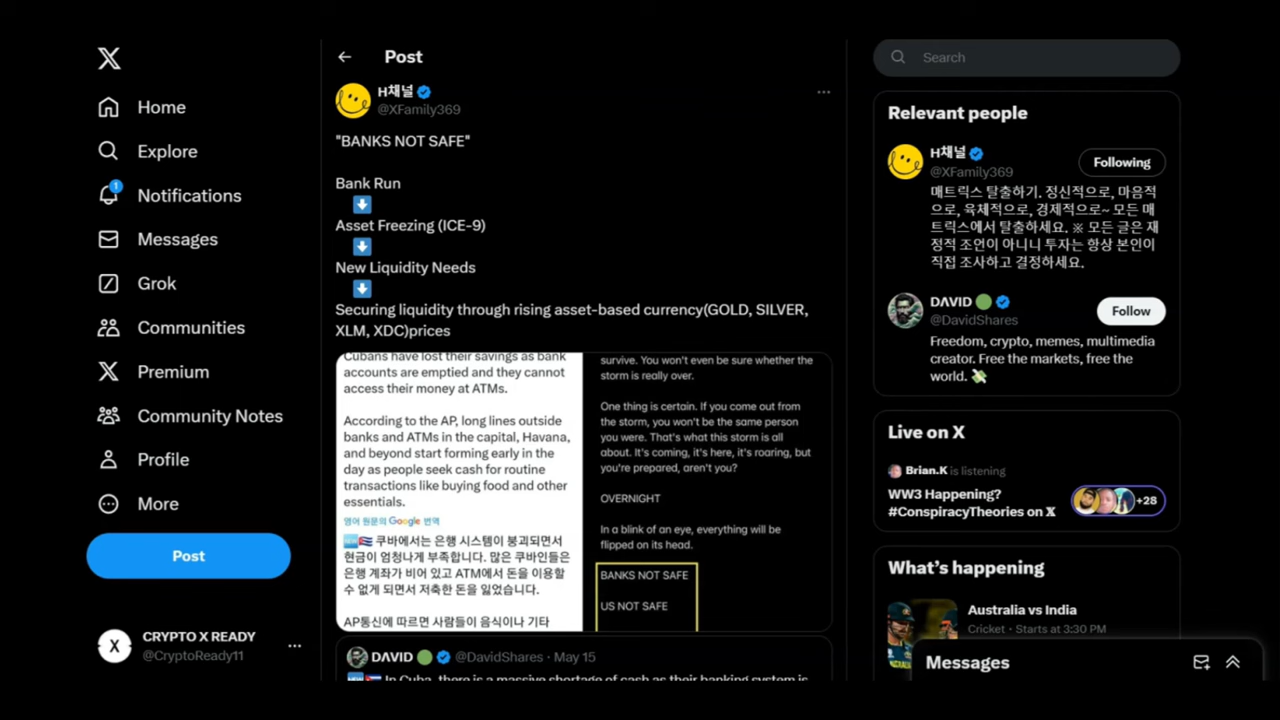 Home
Explore
1
Notifications
Messages
Grok
Communities
Premium
Community Notes
Profile
More
Post
X
CRYPTO X READY
@CryptoReady11
Post
H채널
@XFamily369
"BANKS NOT SAFE"
Bank Run
Asset Freezing (ICE-9)
New Liquidity Needs
Securing liquidity through rising asset-based currency(GOLD, SILVER,
XLM, XDC)prices
Cubans have lost their savings as bank
accounts are emptied and they cannot
access their money at ATMs.
According to the AP, long lines outside
banks and ATMs in the capital, Havana,
and beyond start forming early in the
day as people seek cash for routine
transactions like buying food and other
essentials.
영어 원문의 Google 번역
쿠바에서는 은행 시스템이 붕괴되면서
현금이 엄청나게 부족합니다. 많은 쿠바인들은
은행 계좌가 비어 있고 ATM에서 돈을 이용할
수 없게 되면서 저축한 돈을 잃었습니다.
AP통신에 따르면 사람들이 음식이나 기타
survive. You won't even be sure whether the
storm is really over.
One thing is certain. If you come out from
the storm, you won't be the same person
you were. That's what this storm is all
about. It's coming, it's here, it's roaring, but
you're prepared, aren't you?
OVERNIGHT
In a blink of an eye, everything will be
flipped on its head.
BANKS NOT SAFE
US NOT SAFE
DΛVID @DavidShares · May 15
In Cuba, there is a massive shortage of cash as their banking system is
Search
Relevant people
H채널
@XFamily369
Following
매트릭스 탈출하기. 정신적으로, 마음적
으로, 육체적으로, 경제적으로~ 모든 매
트릭스에서 탈출하세요. ※ 모든 글은 재
정적 조언이 아니니 투자는 항상 본인이
직접 조사하고 결정하세요.
DΛVID
@DavidShares
Follow
Freedom, crypto, memes, multimedia
creator. Free the markets, free the
world.
Live on X
Brian.K is listening
WW3 Happening?
#ConspiracyTheories on X
+28
What's happening
Australia vs India
Cricket · Starts at 3:30 PM
Messages